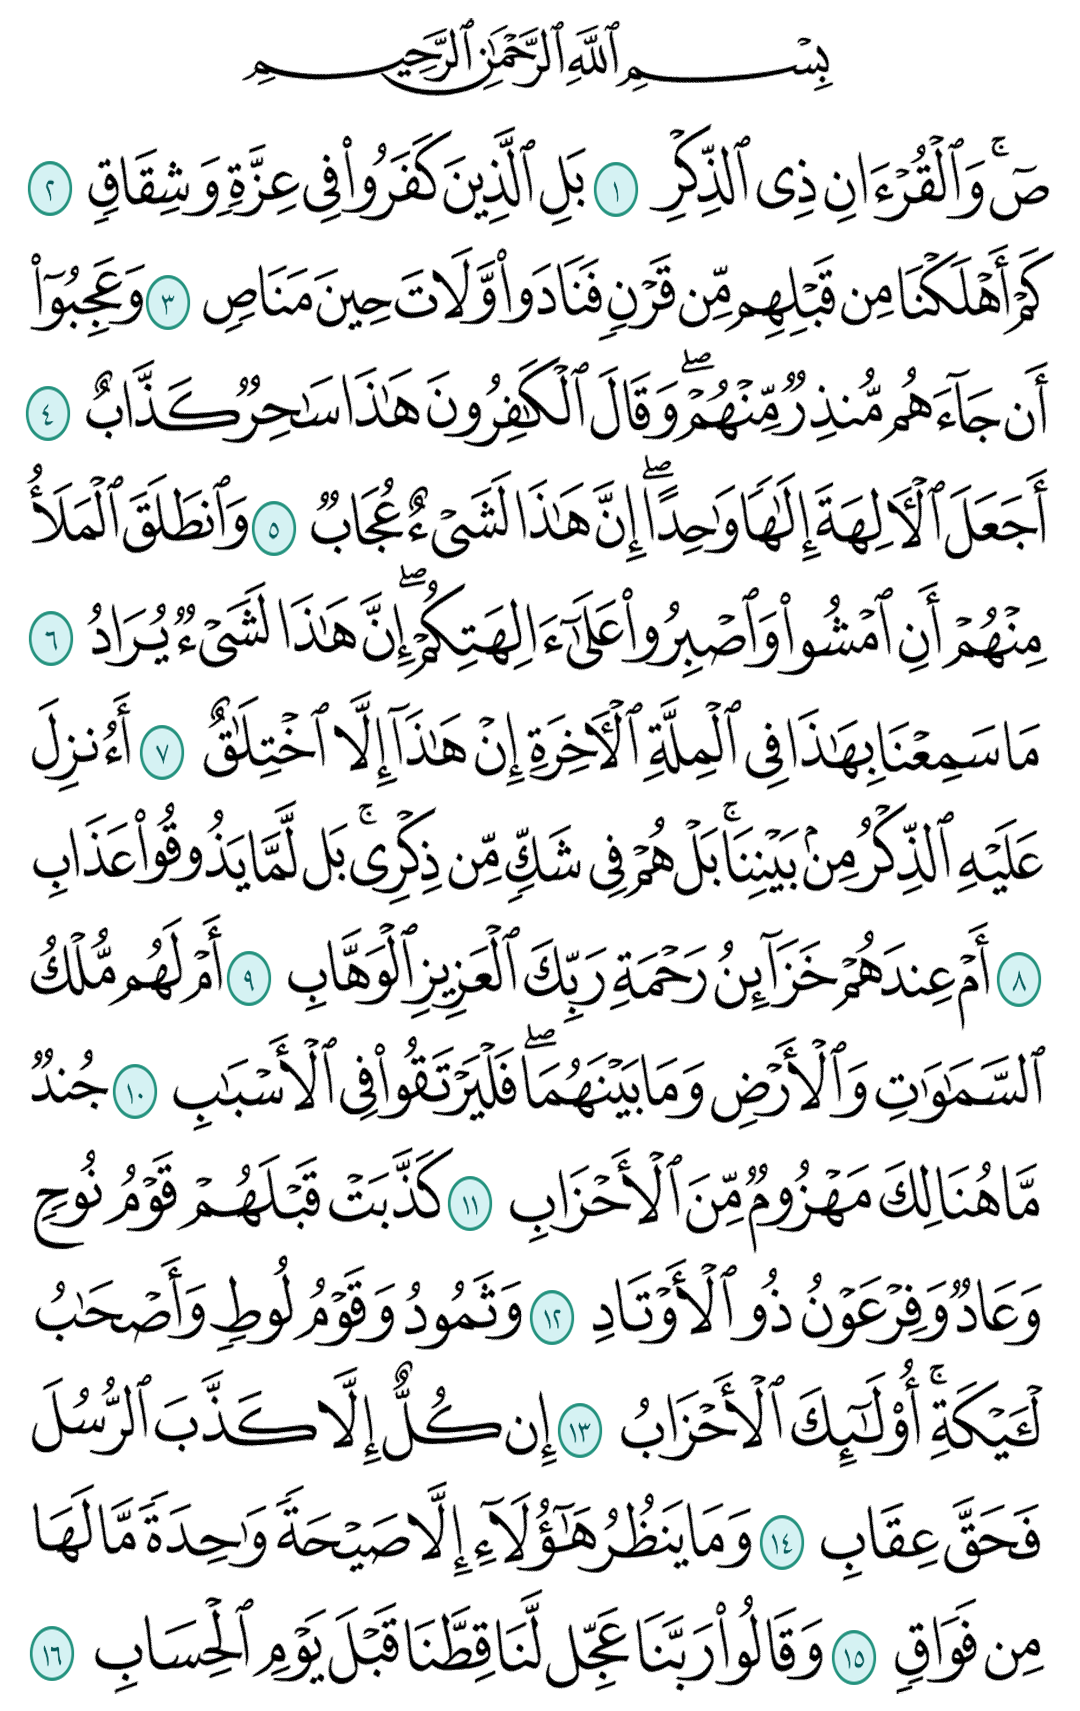 بِسْمِ ٱللَّهِ ٱلرَّحْمَٰنِ ٱلرَّحِيمِ
صٓ ۚ وَٱلْقُرْءَانِ ذِى ٱلذِّكْرِ ١ بَلِ ٱلَّذِينَ كَفَرُوا۟ فِى عِزَّةٍ وَشِقَاقٍ ٢
كَمْ أَهْلَكْنَا مِن قَبْلِهِم مِّن قَرْنٍ فَنَادَوا۟ وَّلَاتَ حِينَ مَنَاصٍ ٣ وَعَجِبُوٓا۟
أَن جَآءَهُم مُّنذِرٌ مِّنْهُمْ ۖ وَقَالَ ٱلْكَٰفِرُونَ هَٰذَا سَٰحِرٌ كَذَّابٌ ٤
أَجَعَلَ ٱلْأَلِهَةَ إِلَٰهًا وَٰحِدًا ۖ إِنَّ هَٰذَا لَشَىْءٌ عُجَابٌ ٥ وَٱنطَلَقَ ٱلْمَلَأُ
مِنْهُمْ أَنِ ٱمْشُوا۟ وَٱصْبِرُوا۟ عَلَىٰٓ ءَالِهَتِكُمْ ۖ إِنَّ هَٰذَا لَشَىْءٌ يُرَادُ ٦
مَا سَمِعْنَا بِهَٰذَا فِى ٱلْمِلَّةِ ٱلْأَخِرَةِ إِنْ هَٰذَآ إِلَّا ٱخْتِلَٰقٌ ٧ أَءُنزِلَ
عَلَيْهِ ٱلذِّكْرُ مِنۢ بَيْنِنَا ۚ بَلْ هُمْ فِى شَكٍّ مِّن ذِكْرِى ۚ بَل لَّمَّا يَذُوقُوا۟ عَذَابِ
٨ أَمْ عِندَهُمْ خَزَآئِنُ رَحْمَةِ رَبِّكَ ٱلْعَزِيزِ ٱلْوَهَّابِ ٩ أَمْ لَهُم مُّلْكُ
ٱلسَّمَٰوَٰتِ وَٱلْأَرْضِ وَمَا بَيْنَهُمَا ۖ فَلْيَرْتَقُوا۟ فِى ٱلْأَسْبَٰبِ ١٠ جُندٌ
مَّا هُنَالِكَ مَهْزُومٌ مِّنَ ٱلْأَحْزَابِ ١١ كَذَّبَتْ قَبْلَهُمْ قَوْمُ نُوحٍ
وَعَادٌ وَفِرْعَوْنُ ذُو ٱلْأَوْتَادِ ١٢ وَثَمُودُ وَقَوْمُ لُوطٍ وَأَصْحَٰبُ
لْـَٔيْكَةِ ۚ أُو۟لَٰٓئِكَ ٱلْأَحْزَابُ ١٣ إِن كُلٌّ إِلَّا كَذَّبَ ٱلرُّسُلَ
فَحَقَّ عِقَابِ ١٤ وَمَا يَنظُرُ هَٰٓؤُلَآءِ إِلَّا صَيْحَةً وَٰحِدَةً مَّا لَهَا
مِن فَوَاقٍ ١٥ وَقَالُوا۟ رَبَّنَا عَجِّل لَّنَا قِطَّنَا قَبْلَ يَوْمِ ٱلْحِسَابِ ١٦